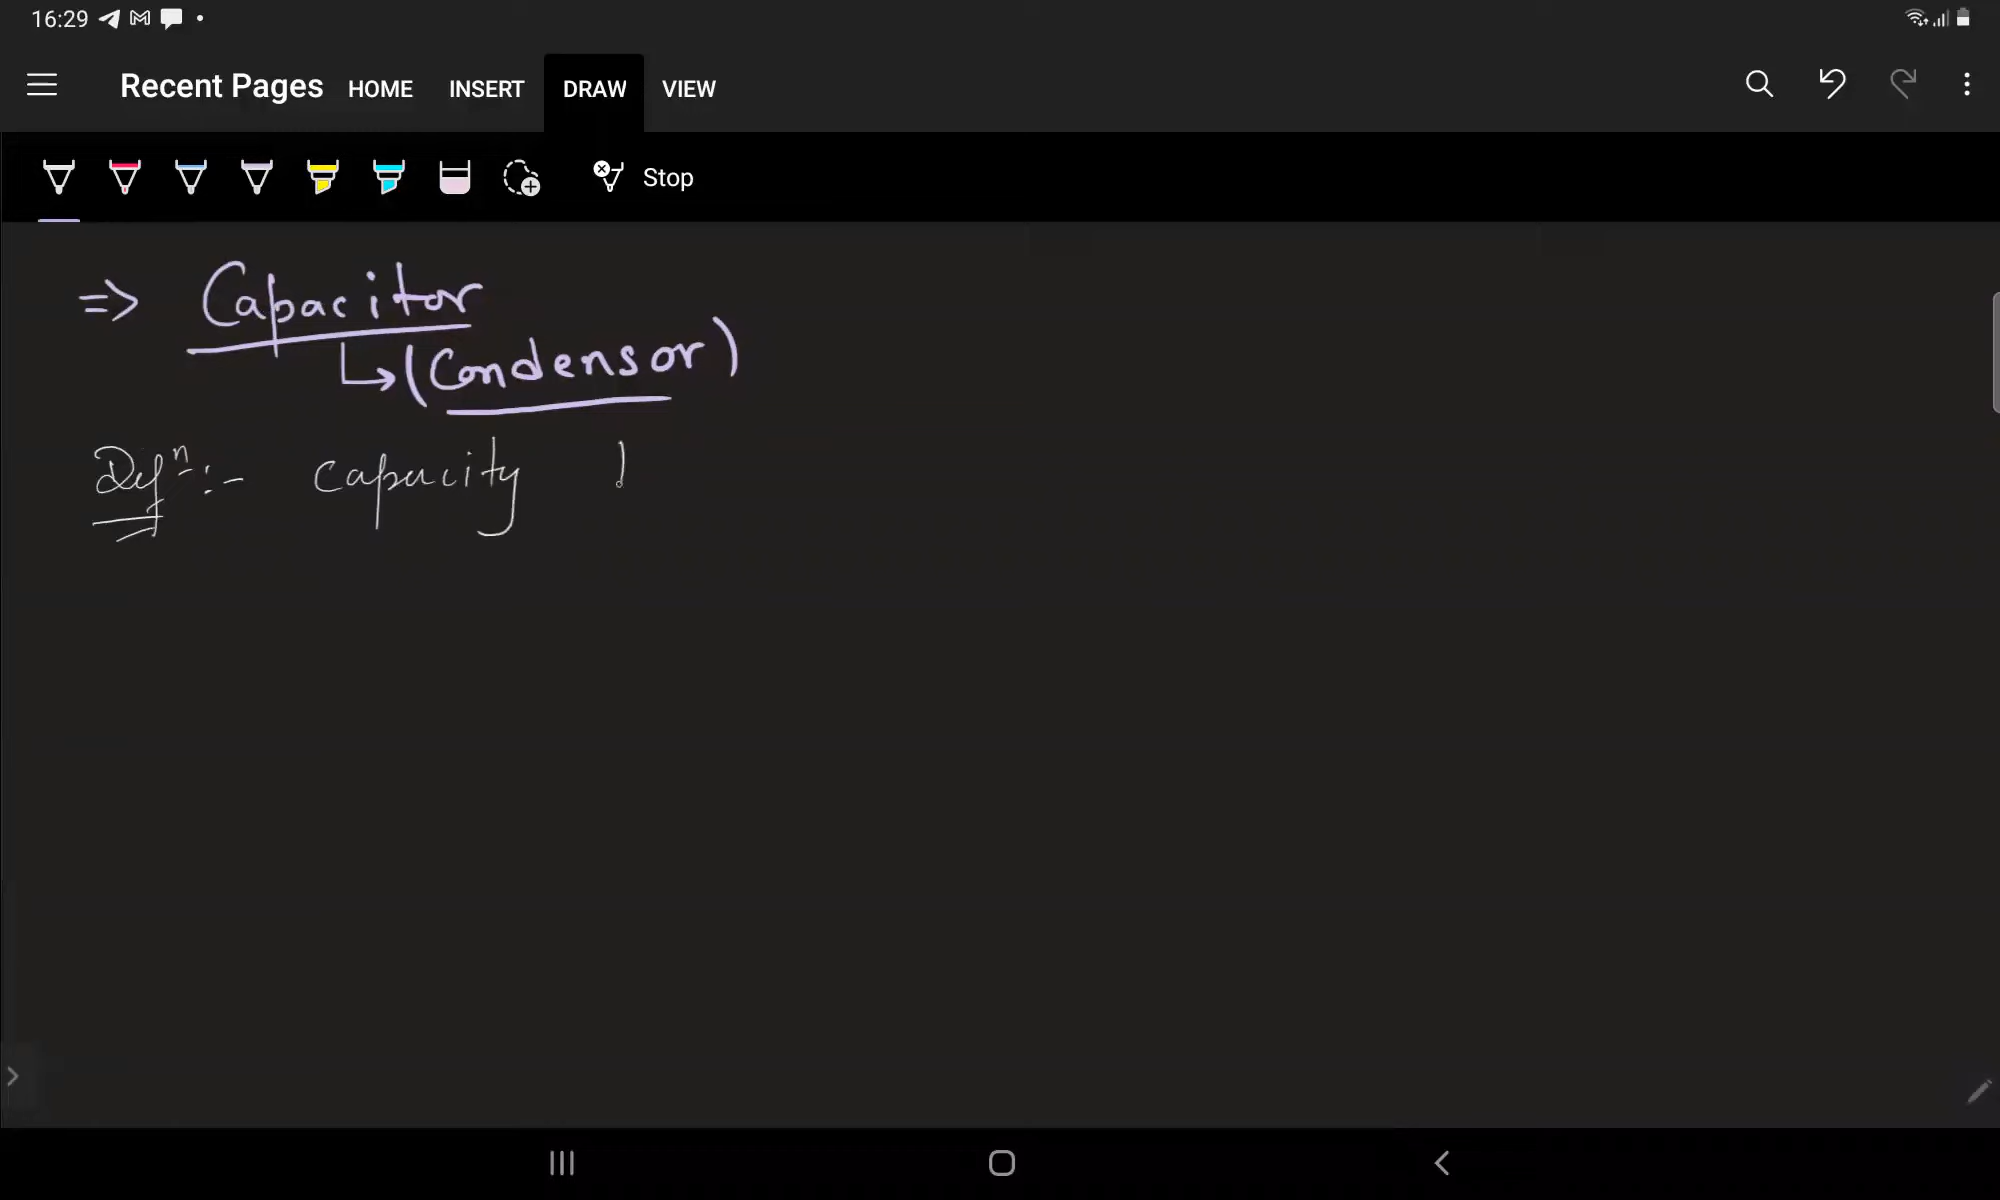 16:29
Recent Pages HOME INSERT DRAW VIEW
Stop
=> Capacitor
↳(Condensor)
Defⁿ:- capacity